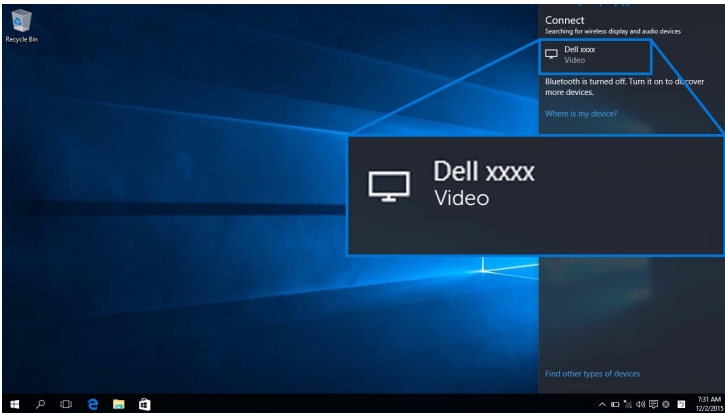 Recycle Bin
Connect
Searching for wireless display and audio devices
Dell xxxx
Video
Bluetooth is turned off. Turn it on to discover
more devices.
Where is my device?
Dell xxxx
Video
Find other types of devices
7:31 AM
12/2/2015